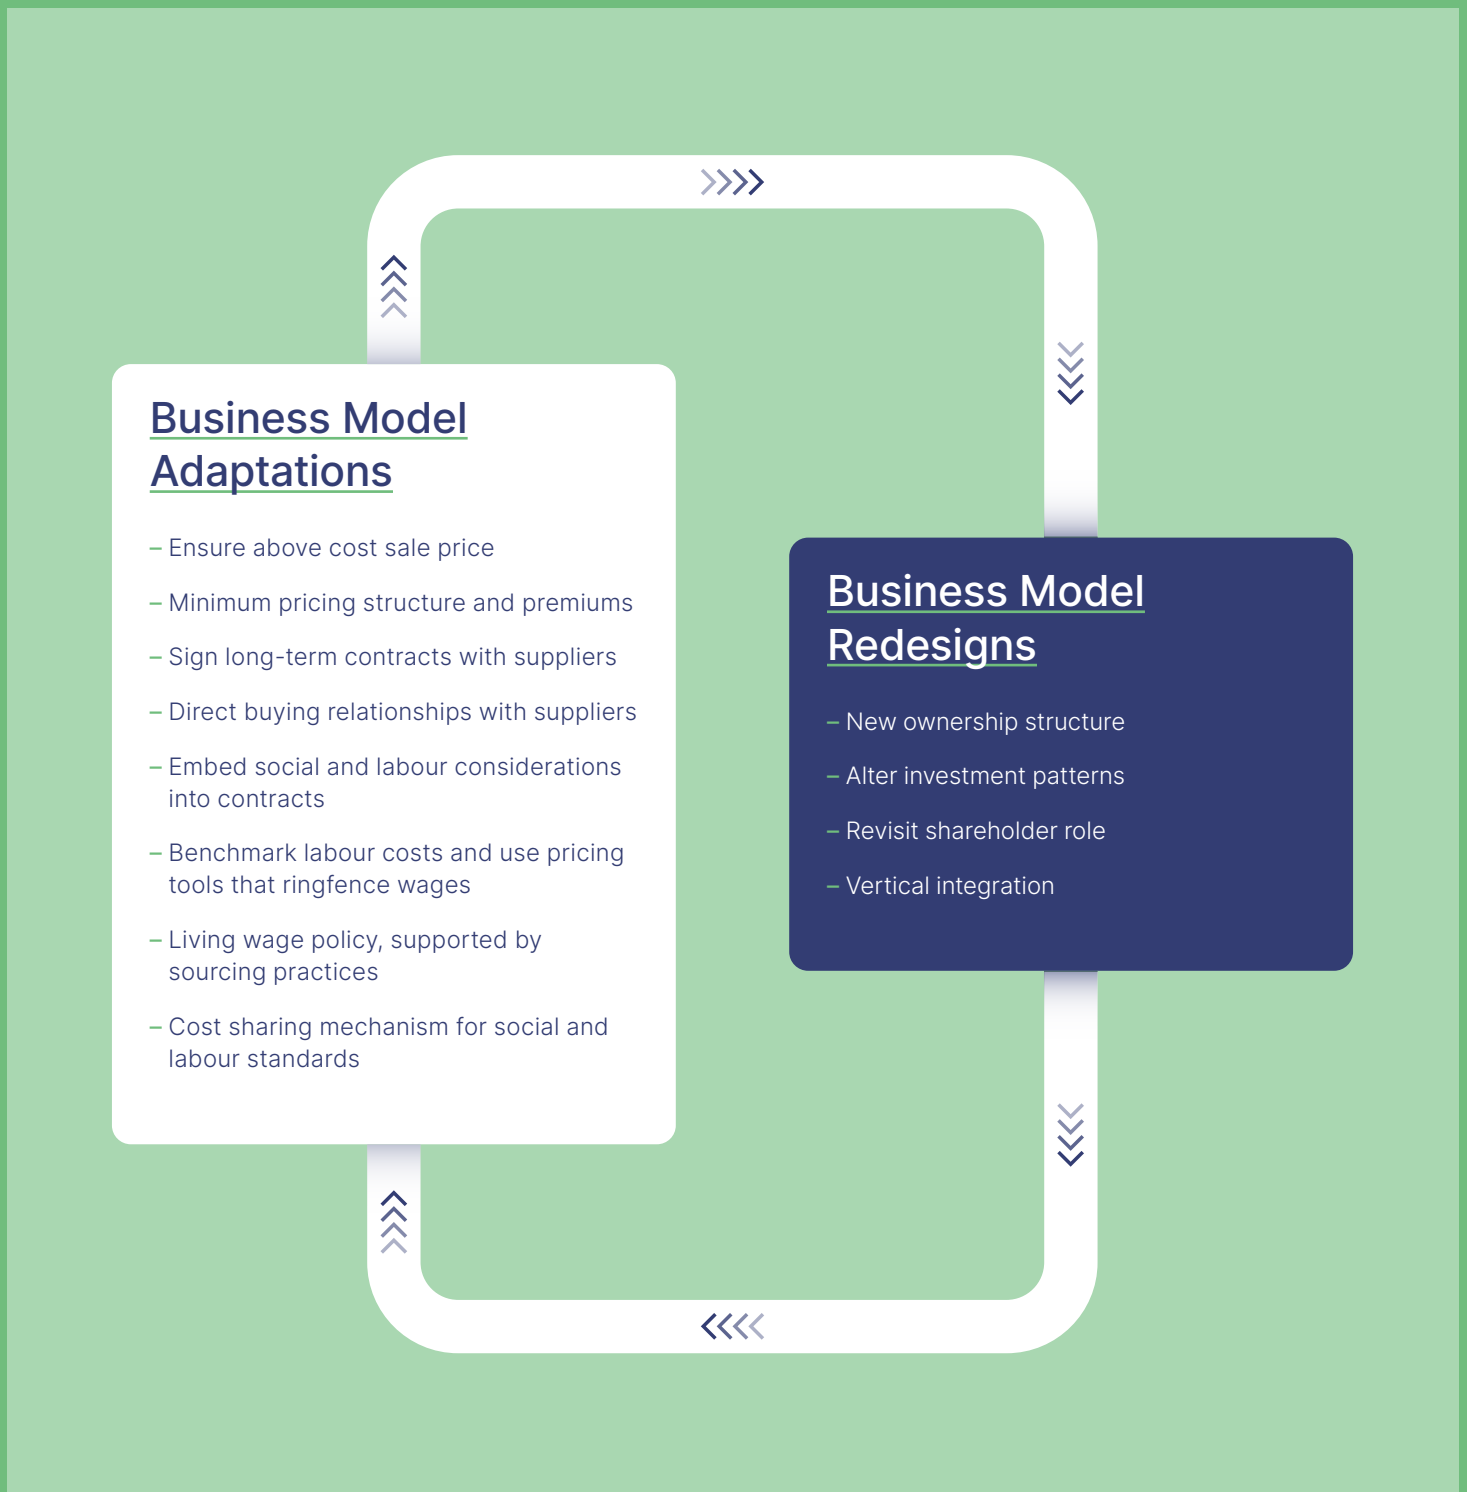 Business Model
Adaptations
– Ensure above cost sale price
– Minimum pricing structure and premiums
– Sign long-term contracts with suppliers
– Direct buying relationships with suppliers
– Embed social and labour considerations
into contracts
– Benchmark labour costs and use pricing
tools that ringfence wages
– Living wage policy, supported by
sourcing practices
– Cost sharing mechanism for social and
labour standards
Business Model
Redesigns
– New ownership structure
– Alter investment patterns
– Revisit shareholder role
– Vertical integration